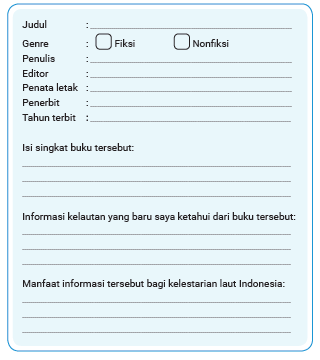 Judul :
Genre : Fiksi Nonfiksi
Penulis :
Editor :
Penata letak :
Penerbit :
Tahun terbit :
Isi singkat buku tersebut:
Informasi kelautan yang baru saya ketahui dari buku tersebut:
Manfaat informasi tersebut bagi kelestarian laut Indonesia: